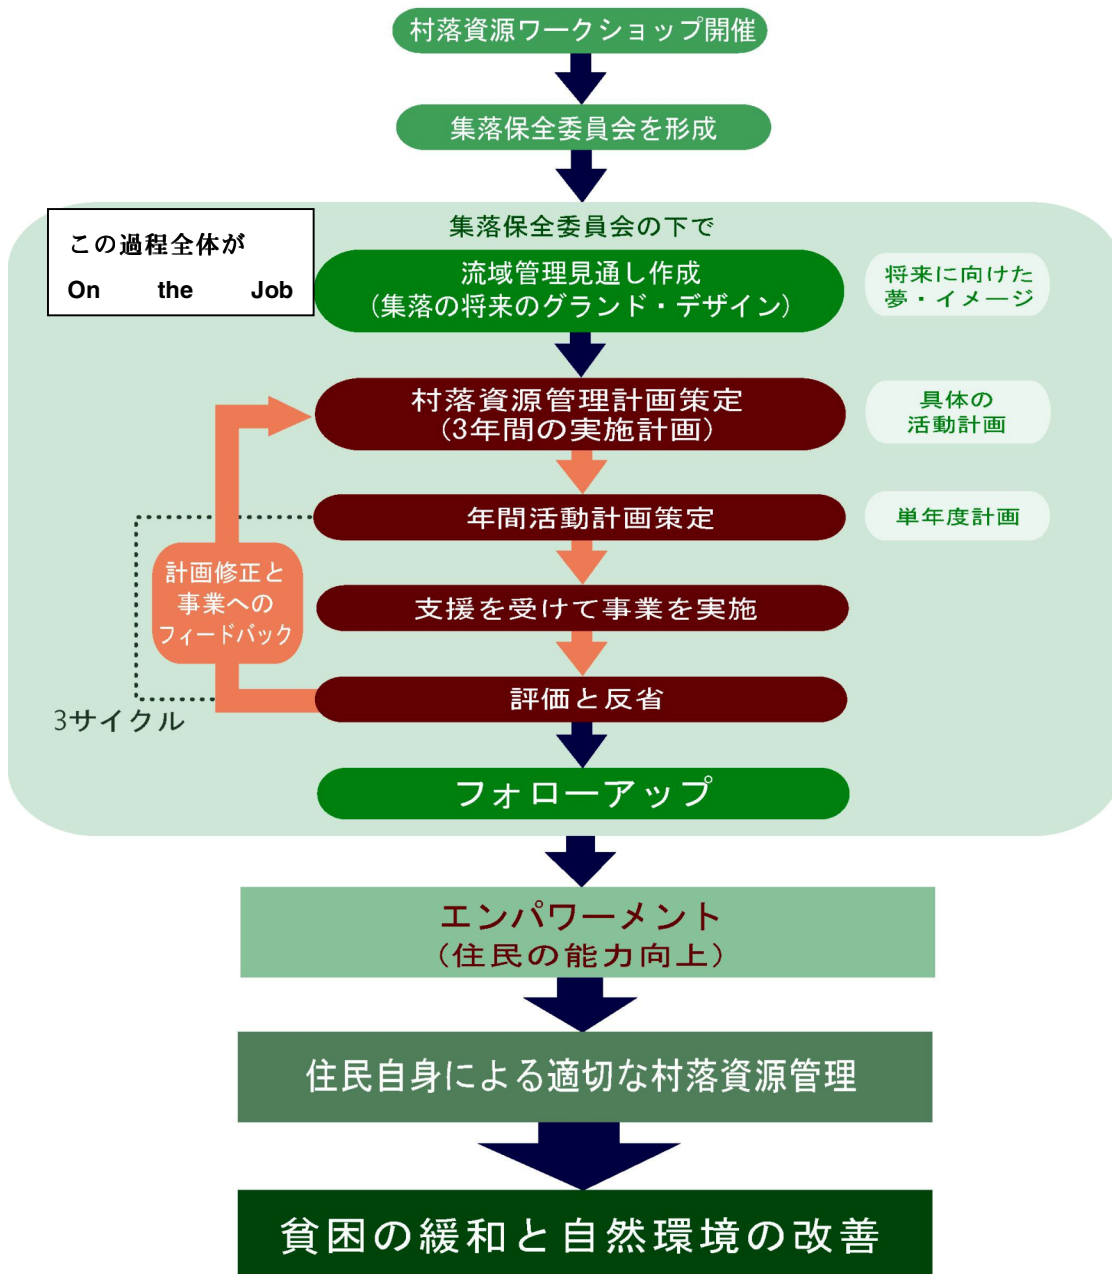 村落資源ワークショップ開催
集落保全委員会を形成
この過程全体が
On the Job
集落保全委員会の下で
流域管理見通し作成
(集落の将来のグランド・デザイン)
将来に向けた
夢・イメージ
村落資源管理計画策定
(3年間の実施計画)
具体の
活動計画
年間活動計画策定
単年度計画
計画修正と
事業への
フィードバック
支援を受けて事業を実施
評価と反省
3サイクル
フォローアップ
エンパワーメント
(住民の能力向上)
住民自身による適切な村落資源管理
貧困の緩和と自然環境の改善